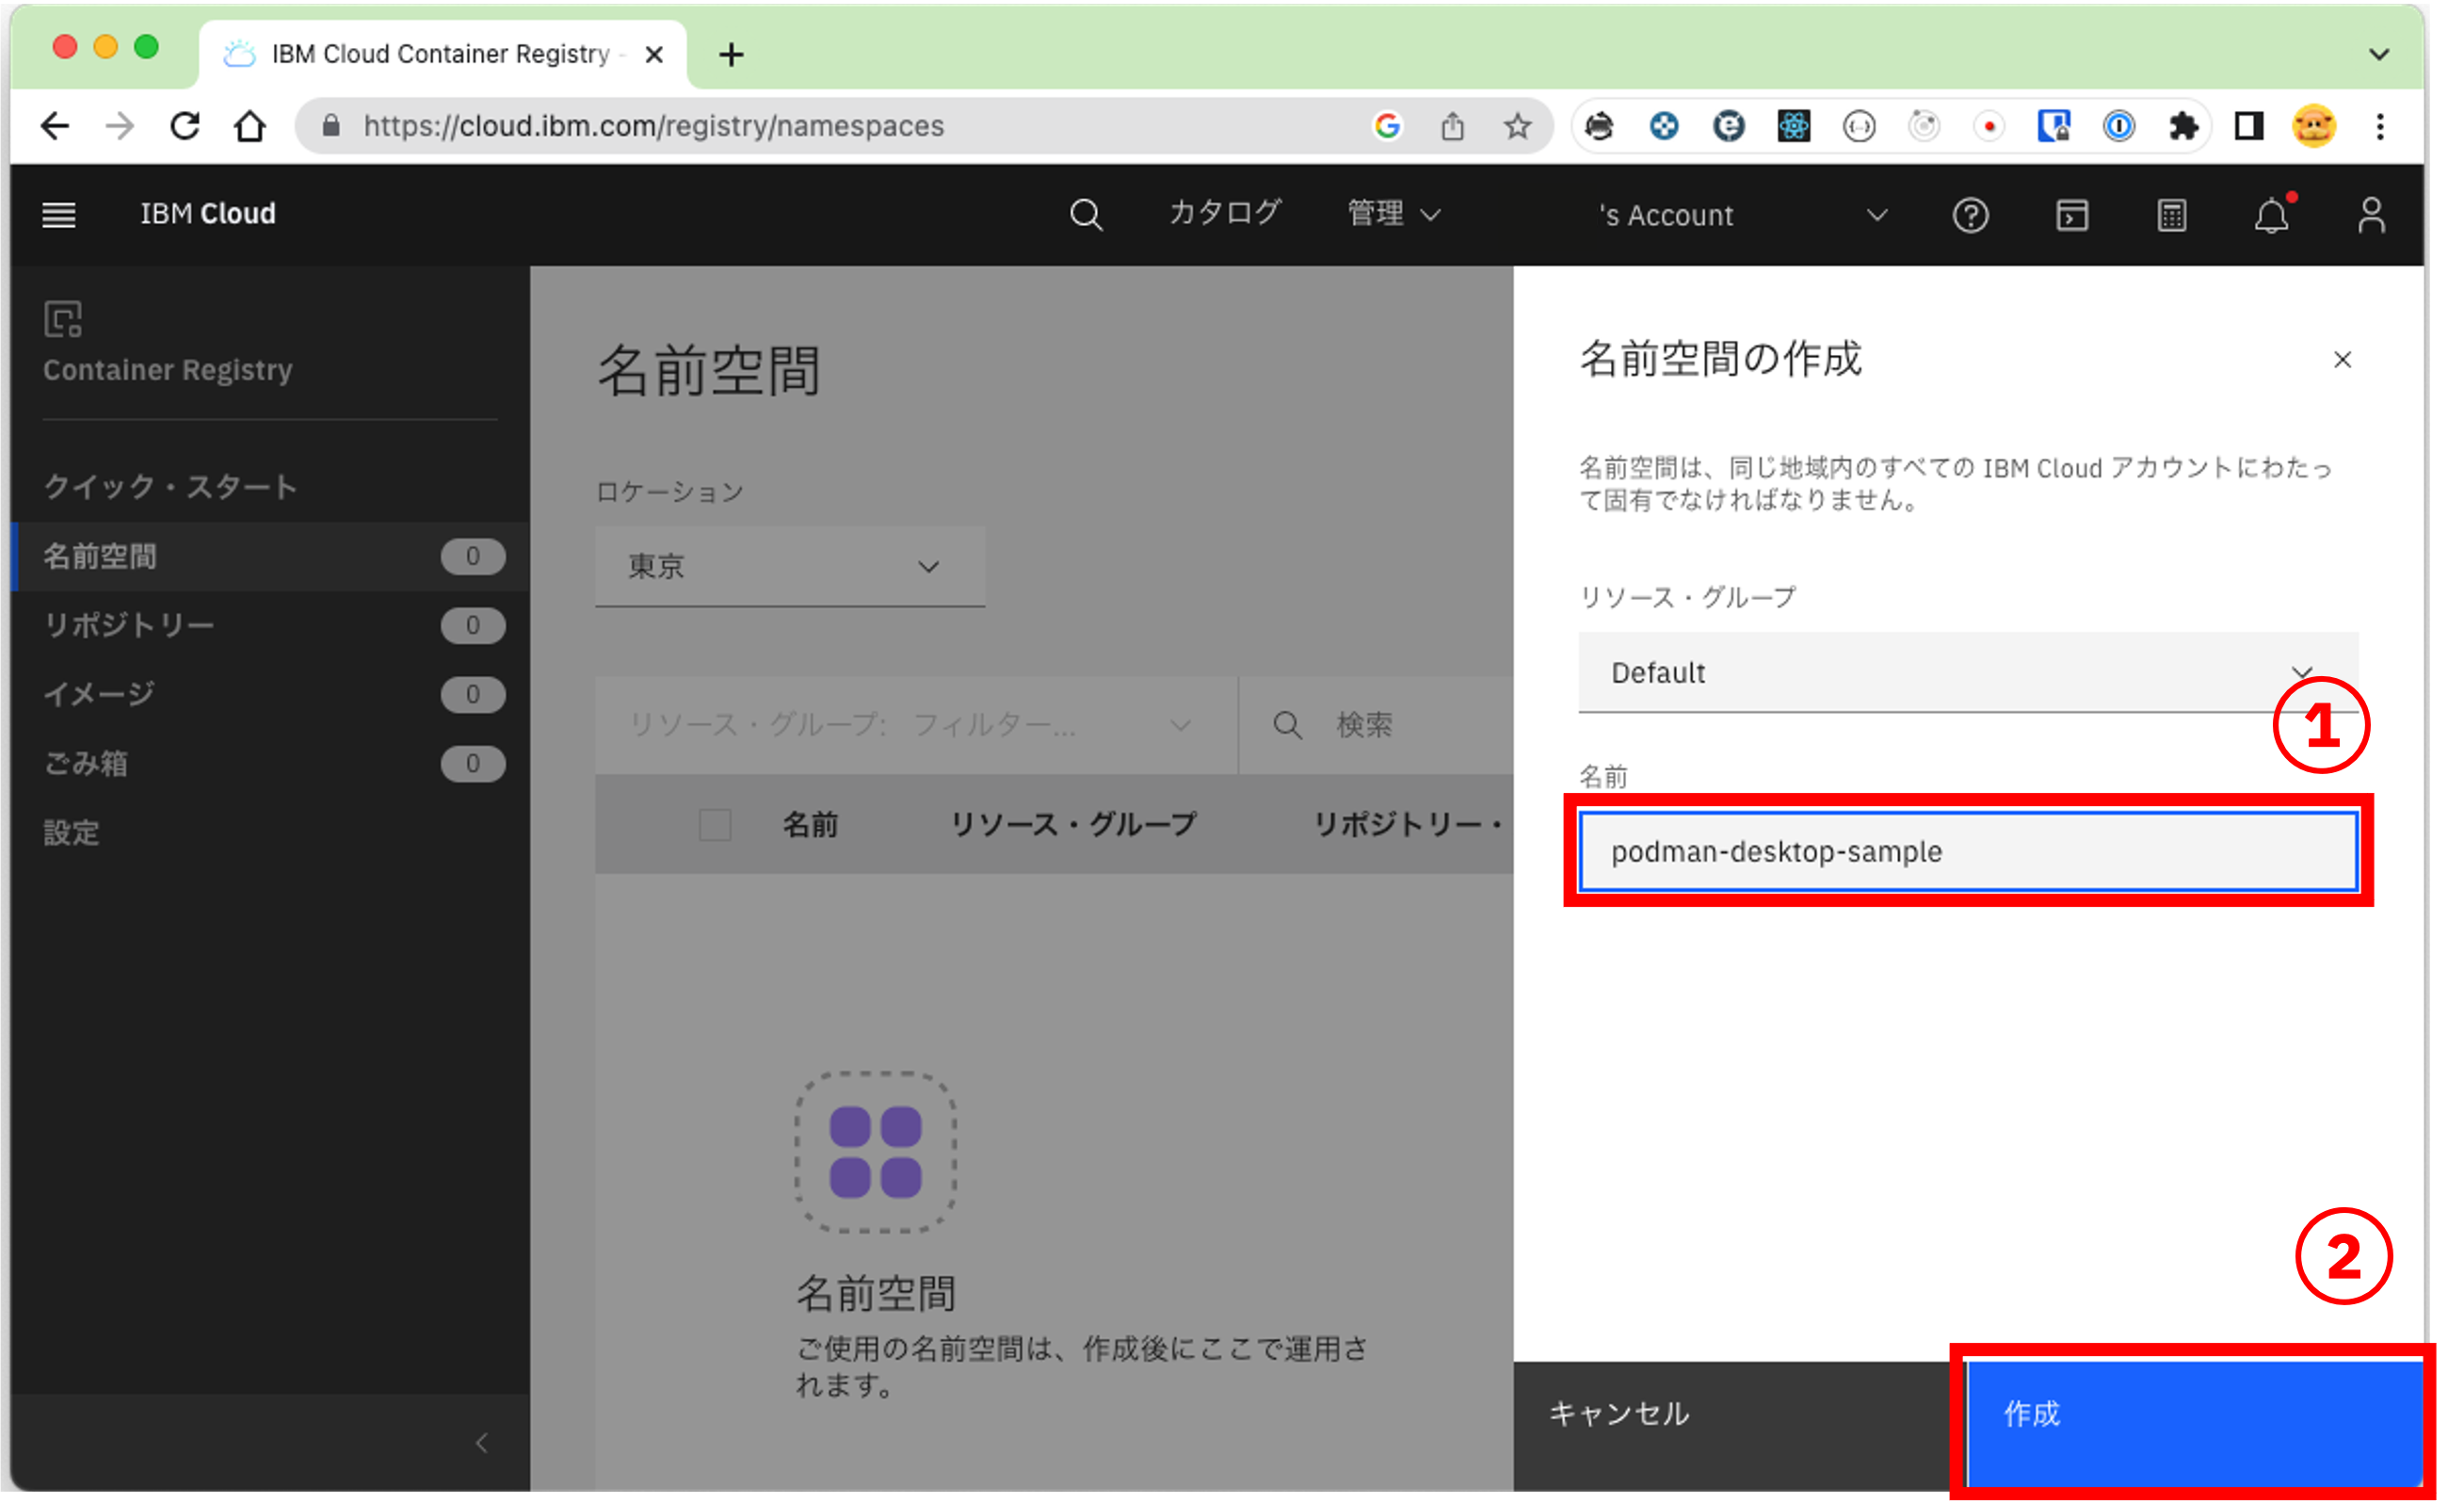 IBM Cloud Container Registry -
https://cloud.ibm.com/registry/namespaces
IBM Cloud
カタログ
管理
's Account
Container Registry
クイック・スタート
名前空間 0
リポジトリー 0
イメージ 0
ごみ箱 0
設定
名前空間
ロケーション
東京
リソース・グループ: フィルター...
検索
名前 リソース・グループ リポジトリー・
名前空間
ご使用の名前空間は、作成後にここで運用さ
れます。
名前空間の作成
名前空間は、同じ地域内のすべての IBM Cloud アカウントにわたっ
て固有でなければなりません。
リソース・グループ
Default
1
名前
podman-desktop-sample
2
キャンセル
作成